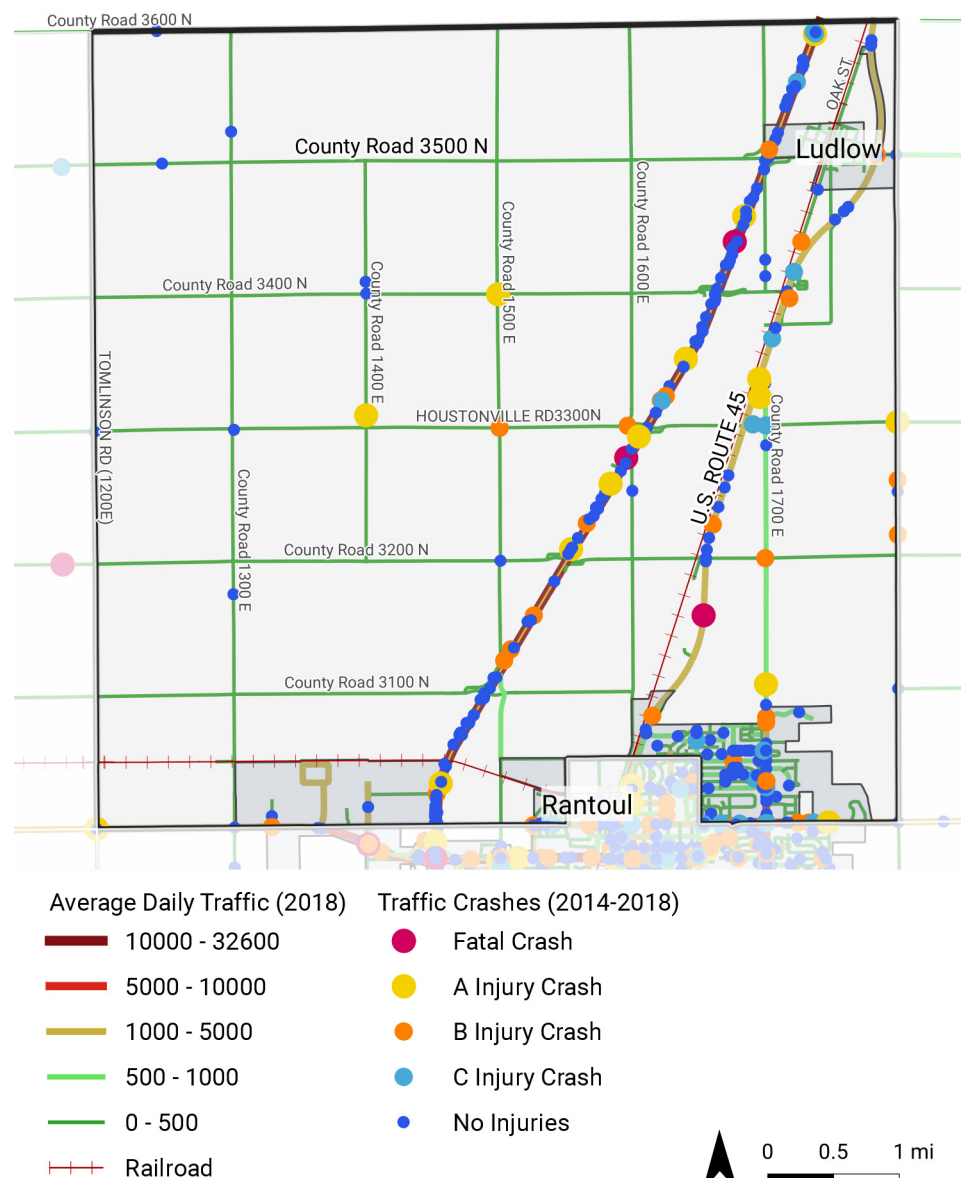 County Road 3600 N
OAK ST.
County Road 3500 N
Ludlow
County Road 1600 E
County Road 1500 E
County Road 3400 N
County Road 1400 E
TOMLINSON RD (1200E)
HOUSTONVILLE RD3300N
U.S. ROUTE 45
County Road 1700 E
County Road 1300 E
County Road 3200 N
County Road 3100 N
Rantoul
Average Daily Traffic (2018)
10000 - 32600
5000 - 10000
1000 - 5000
500 - 1000
0 - 500
Railroad
Traffic Crashes (2014-2018)
Fatal Crash
A Injury Crash
B Injury Crash
C Injury Crash
No Injuries
0 0.5 1 mi